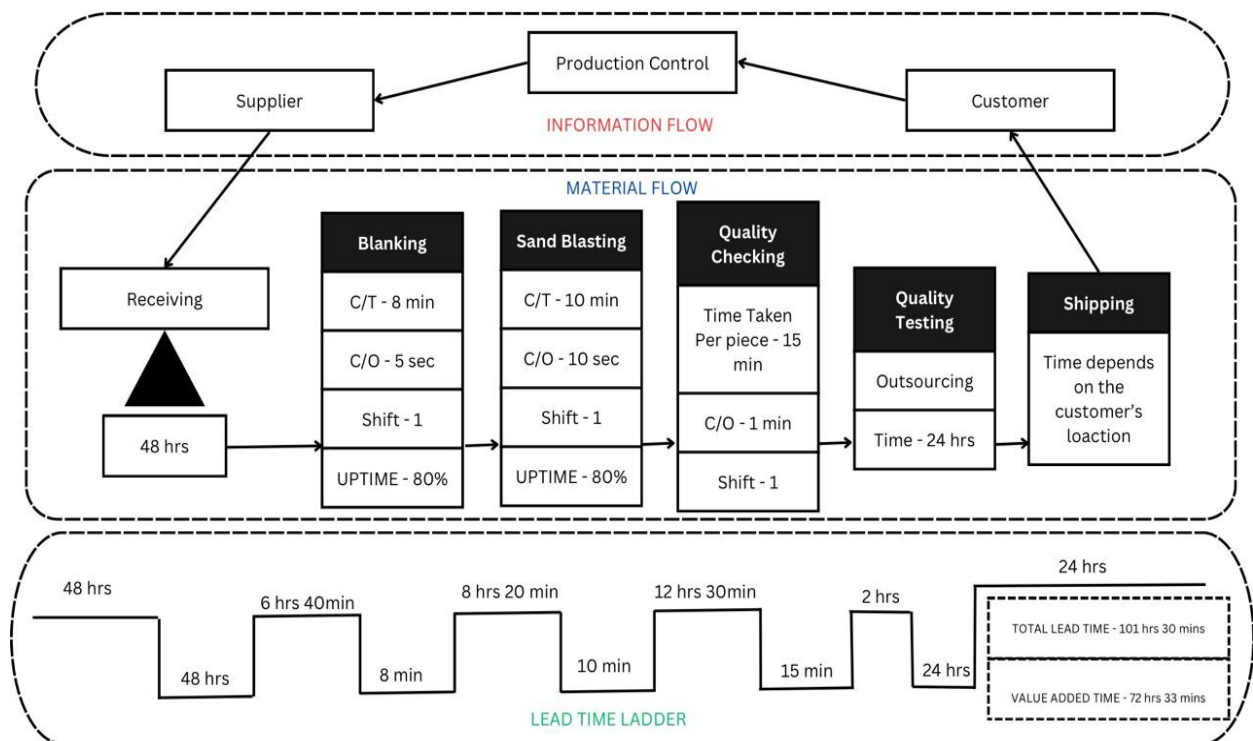 Production Control
Supplier
Customer
INFORMATION FLOW
MATERIAL FLOW
Receiving
48 hrs
Blanking
C/T - 8 min
C/O - 5 sec
Shift - 1
UPTIME - 80%
Sand Blasting
C/T - 10 min
C/O - 10 sec
Shift - 1
UPTIME - 80%
Quality
Checking
Time Taken
Per piece - 15
min
C/O - 1 min
Shift - 1
Quality
Testing
Outsourcing
Time - 24 hrs
Shipping
Time depends
on the
customer's
loaction
48 hrs
48 hrs
6 hrs 40min
8 min
8 hrs 20 min
10 min
12 hrs 30min
15 min
2 hrs
24 hrs
24 hrs
TOTAL LEAD TIME - 101 hrs 30 mins
VALUE ADDED TIME - 72 hrs 33 mins
LEAD TIME LADDER